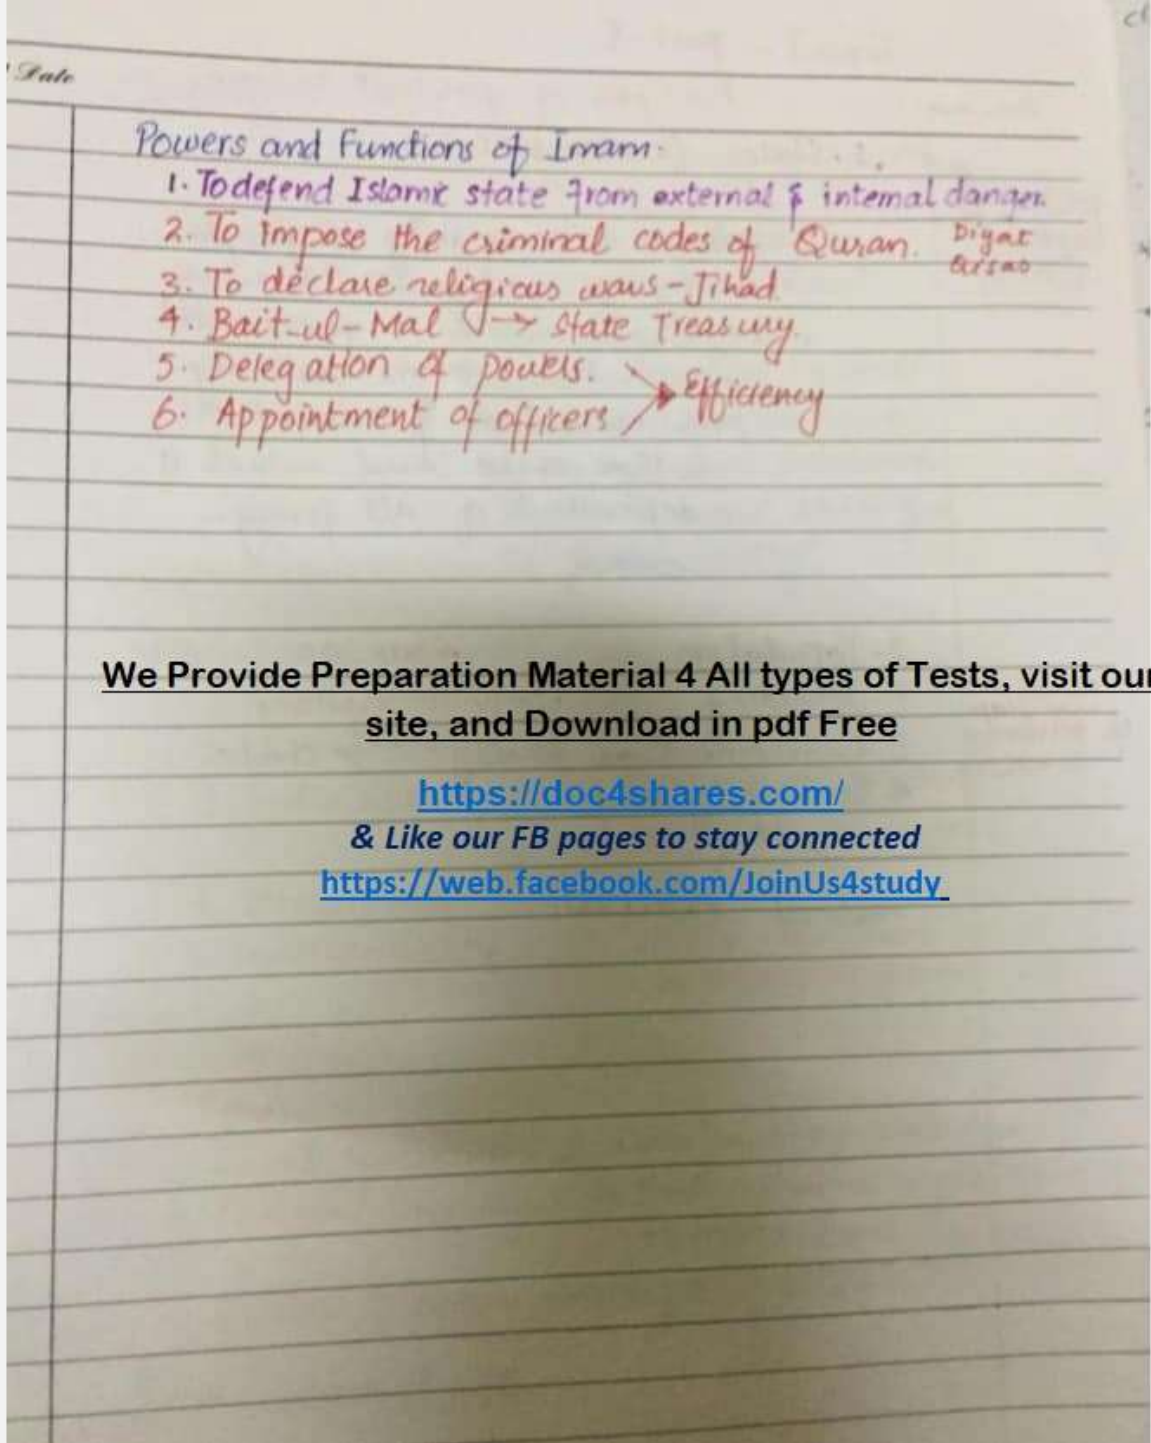 Date
Powers and Functions of Imam.
1. To defend Islamic state from external & internal danger.
2. To impose the criminal codes of Quran. Diyat
3. To declare religious wars - Jihad
4. Bait-ul-Mal → State Treasury.
5. Delegation of powers.
Efficiency
6. Appointment of officers
We Provide Preparation Material 4 All types of Tests, visit our
site, and Download in pdf Free
https://doc4shares.com/
& Like our FB pages to stay connected
https://web.facebook.com/JoinUs4study